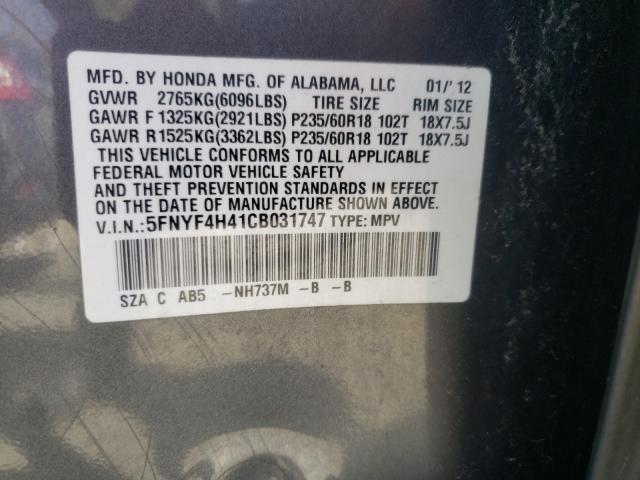 MFD. BY HONDA MFG. OF ALABAMA, LLC 01/'12
GVWR 2765KG(6096LBS) TIRE SIZE RIM SIZE
GAWR F 1325KG(2921LBS) P235/60R18 102T 18X7.5J
GAWR R1525KG(3362LBS) P235/60R18 102T 18X7.5J
THIS VEHICLE CONFORMS TO ALL APPLICABLE
FEDERAL MOTOR VEHICLE SAFETY
AND THEFT PREVENTION STANDARDS IN EFFECT
ON THE DATE OF MANUFACTURE SHOWN ABOVE.
V.I.N.:5FNYF4H41CB031747 TYPE: MPV
SZA C AB5 -NH737M -B -B